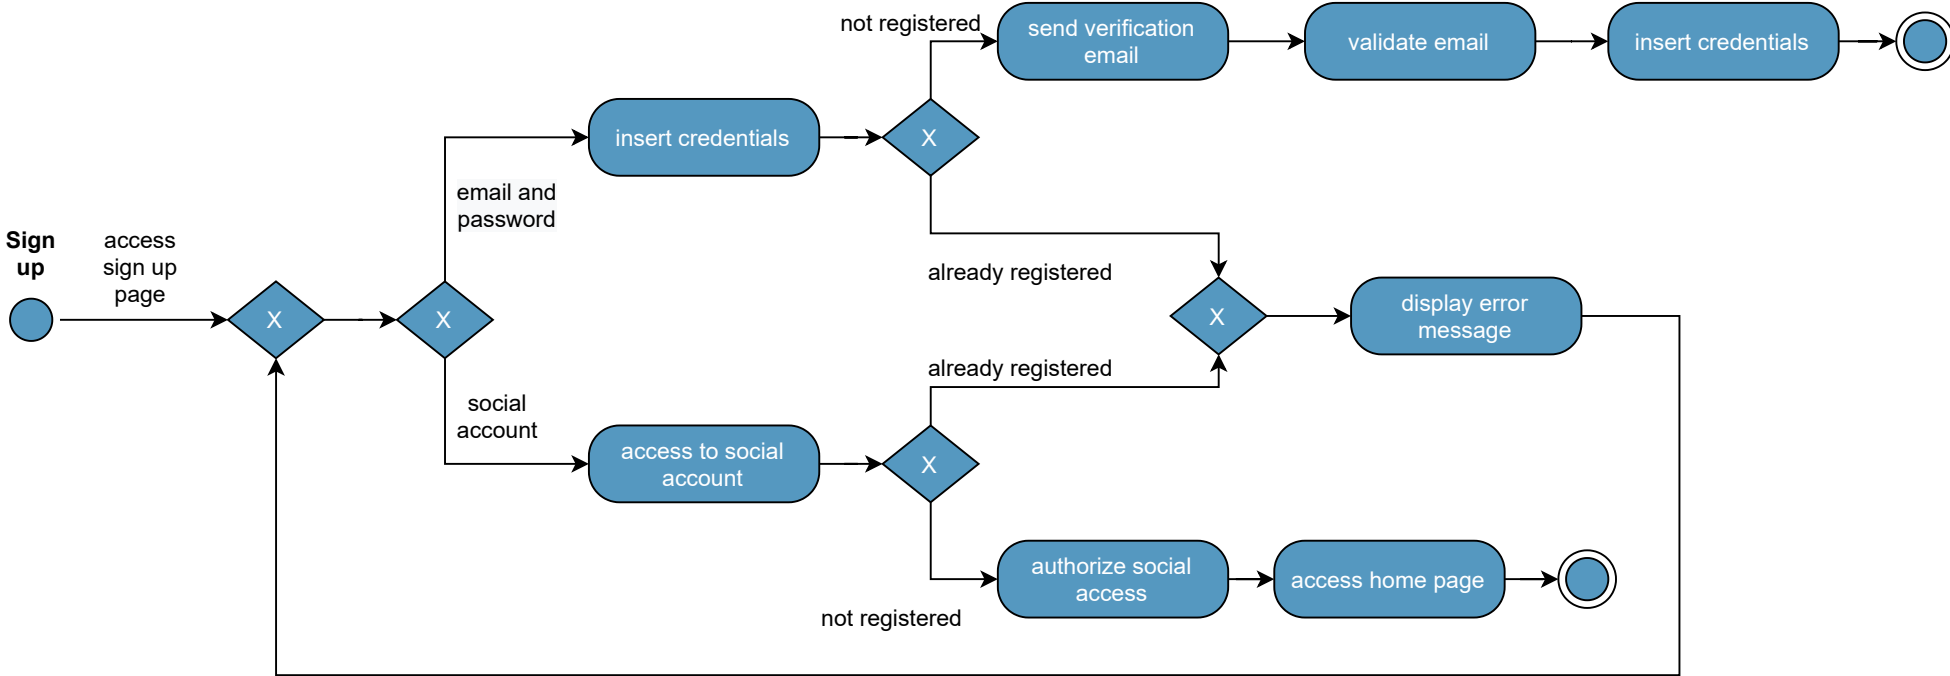 not registered
send verification
email
validate email
insert credentials
insert credentials
X
email and
password
Sign
up
access
sign up
page
X
X
already registered
X
display error
message
already registered
social
account
access to social
account
X
authorize social
access
access home page
not registered